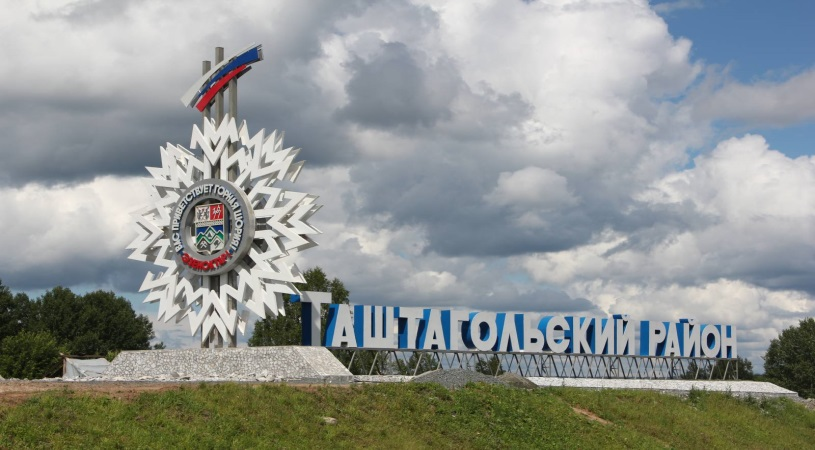 ВАС ПРИВЕТСТВУЕТ ГОРНАЯ ШОРИЯ!
ТАШТАГОЛЬСКИЙ РАЙОН